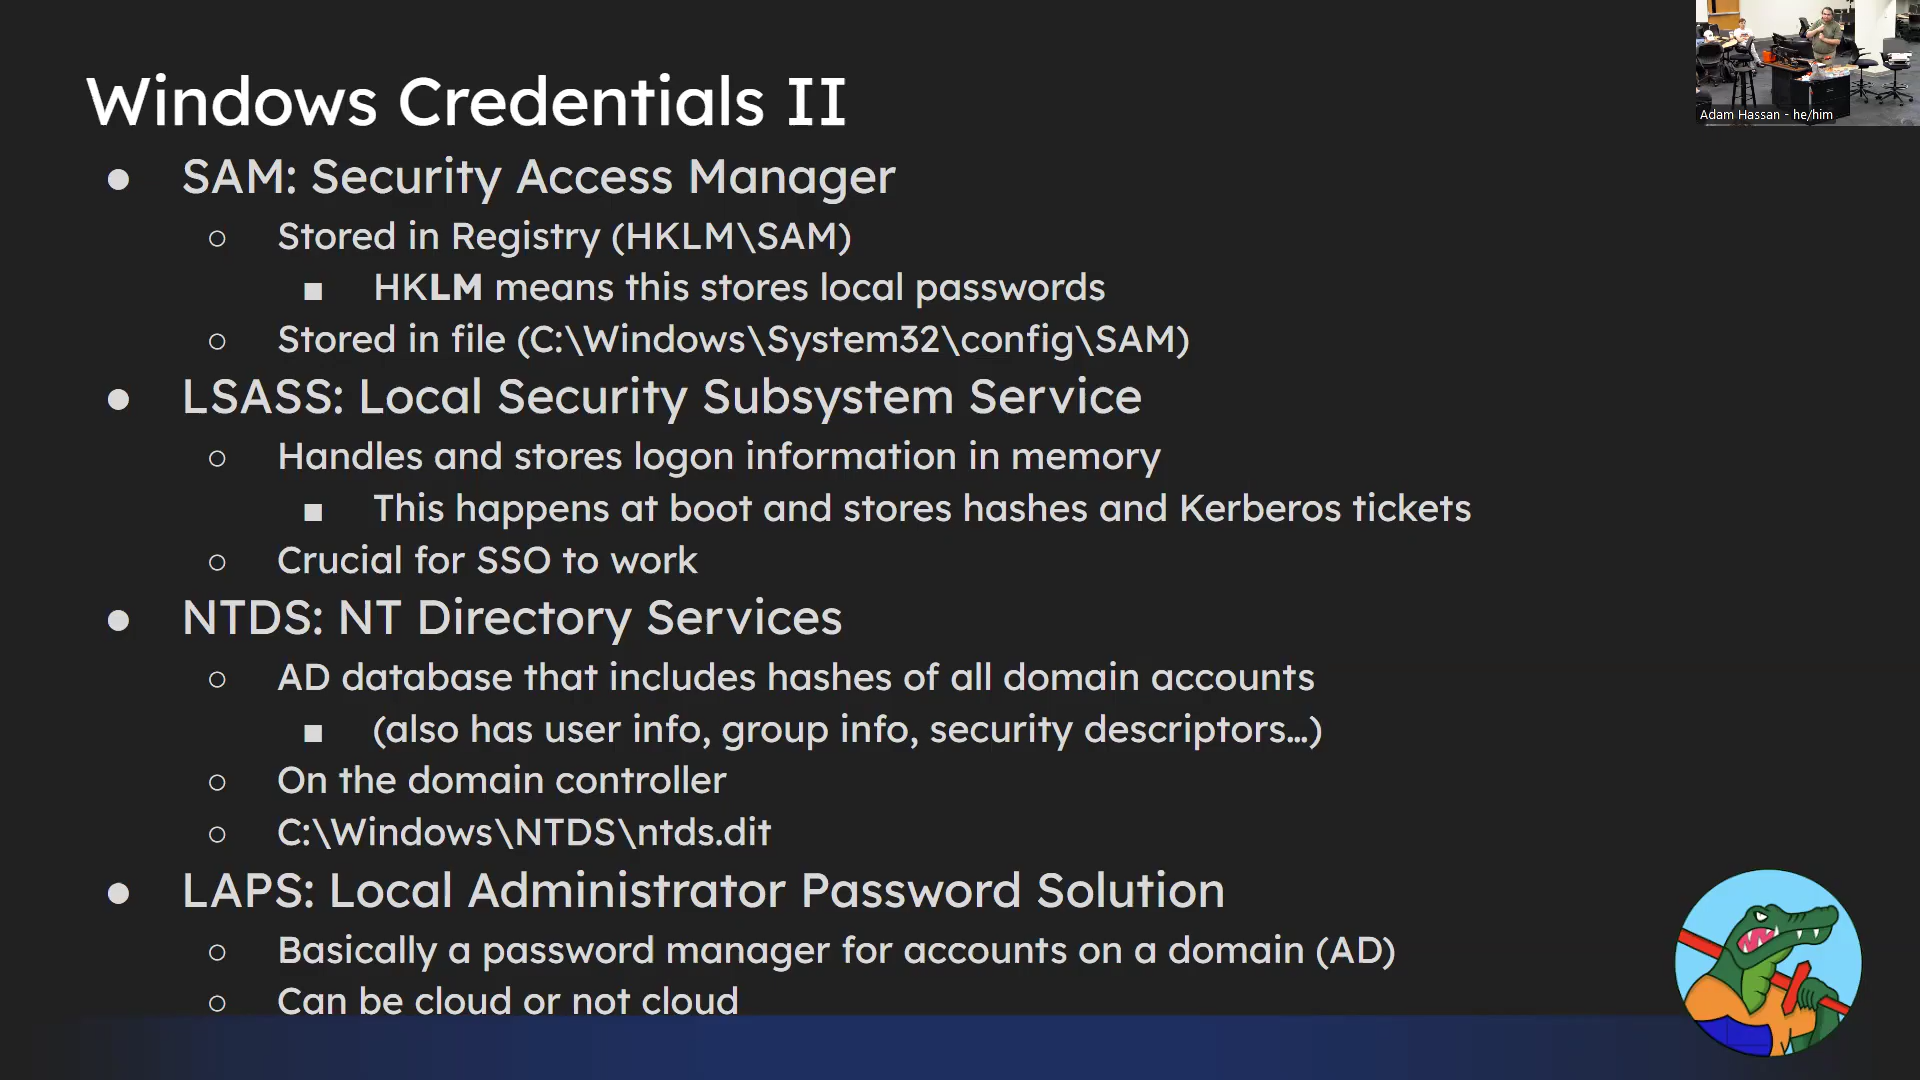 Windows Credentials II
Adam Hassan - he/him
● SAM: Security Access Manager
○ Stored in Registry (HKLM\SAM)
■ HKLM means this stores local passwords
○ Stored in file (C:\Windows\System32\config\SAM)
● LSASS: Local Security Subsystem Service
○ Handles and stores logon information in memory
■ This happens at boot and stores hashes and Kerberos tickets
○ Crucial for SSO to work
● NTDS: NT Directory Services
○ AD database that includes hashes of all domain accounts
■ (also has user info, group info, security descriptors...)
○ On the domain controller
○ C:\Windows\NTDS\ntds.dit
● LAPS: Local Administrator Password Solution
○ Basically a password manager for accounts on a domain (AD)
○ Can be cloud or not cloud